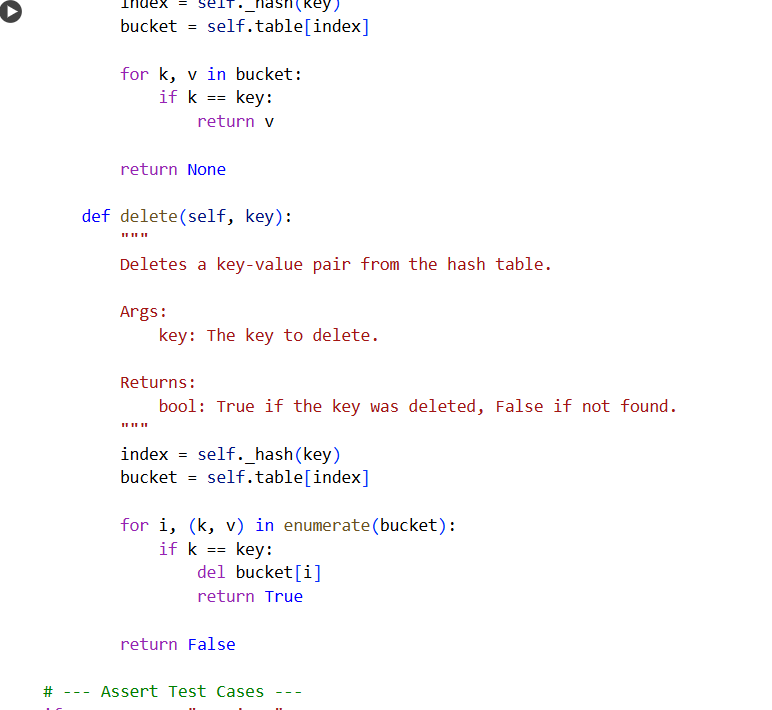 index = self._hash(key)
bucket = self.table[index]
for k, v in bucket:
if k == key:
return v
return None
def delete(self, key):
"""
Deletes a key-value pair from the hash table.
Args:
key: The key to delete.
Returns:
bool: True if the key was deleted, False if not found.
"""
index = self._hash(key)
bucket = self.table[index]
for i, (k, v) in enumerate(bucket):
if k == key:
del bucket[i]
return True
return False
# --- Assert Test Cases ---